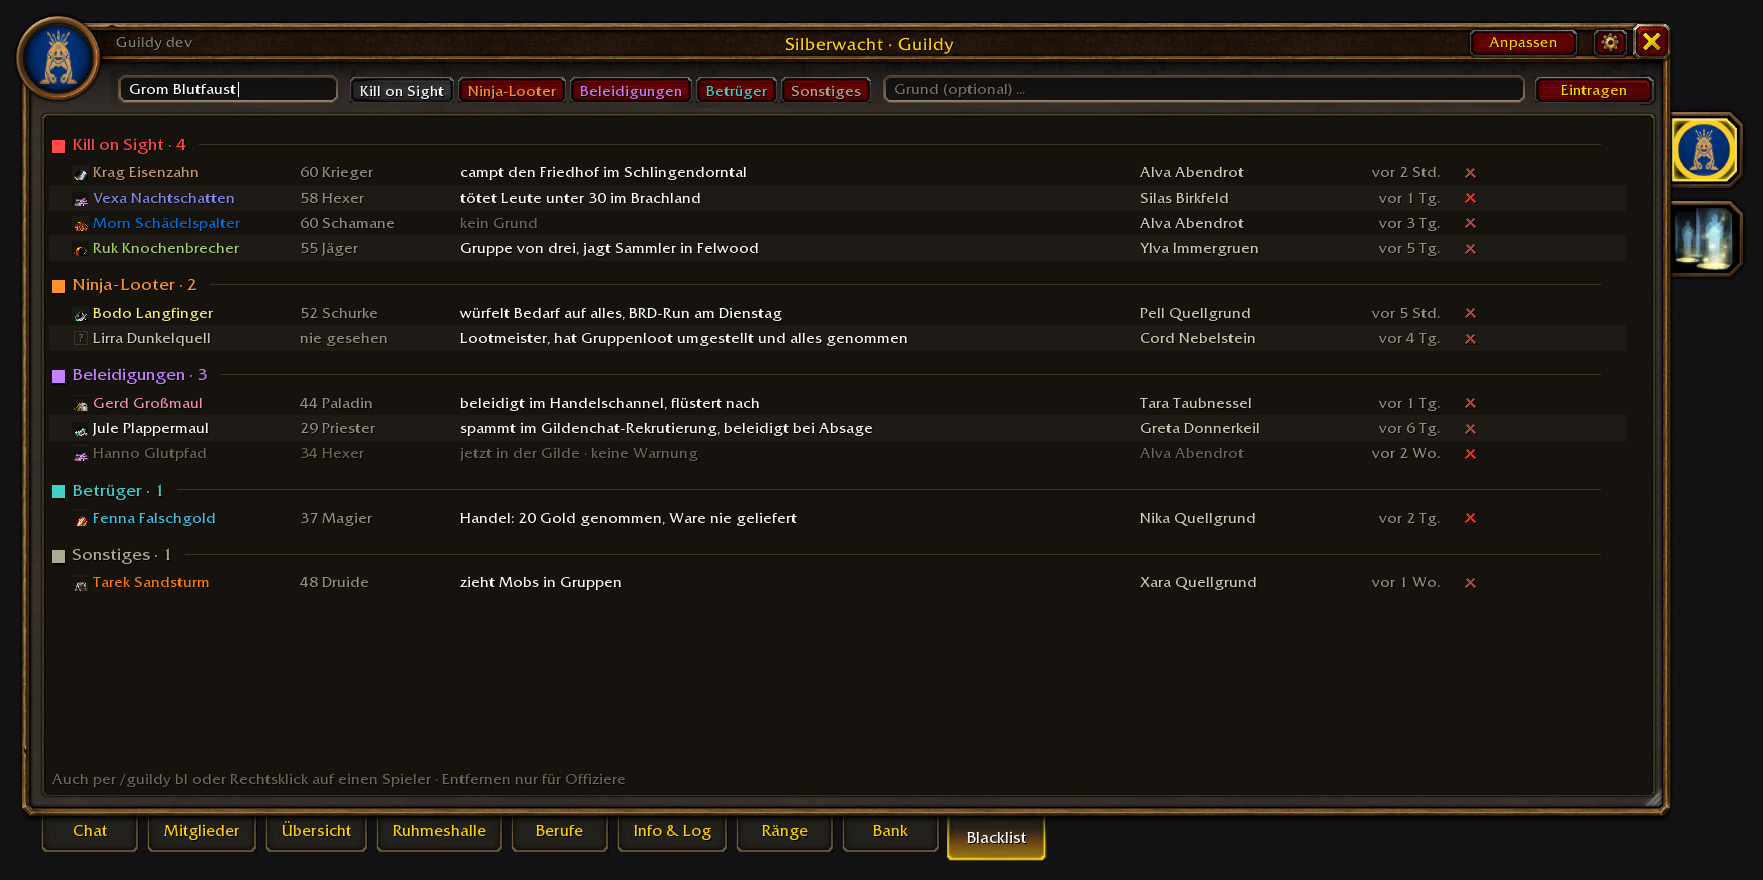 Guildy dev
Silberwacht · Guildy
Anpassen
Grom Blutfaust
Kill on Sight
Ninja-Looter
Beleidigungen
Betrüger
Sonstiges
Grund (optional) ...
Eintragen
Kill on Sight · 4
Krag Eisenzahn 60 Krieger campt den Friedhof im Schlingendorntal Alva Abendrot vor 2 Std.
Vexa Nachtschatten 58 Hexer tötet Leute unter 30 im Brachland Silas Birkfeld vor 1 Tg.
Morn Schädelspalter 60 Schamane kein Grund Alva Abendrot vor 3 Tg.
Ruk Knochenbrecher 55 Jäger Gruppe von drei, jagt Sammler in Felwood Ylva Immergruen vor 5 Tg.
Ninja-Looter · 2
Bodo Langfinger 52 Schurke würfelt Bedarf auf alles, BRD-Run am Dienstag Pell Quellgrund vor 5 Std.
? Lirra Dunkelquell nie gesehen Lootmeister, hat Gruppenloot umgestellt und alles genommen Cord Nebelstein vor 4 Tg.
Beleidigungen · 3
Gerd Großmaul 44 Paladin beleidigt im Handelschannel, flüstert nach Tara Taubnessel vor 1 Tg.
Jule Plappermaul 29 Priester spammt im Gildenchat-Rekrutierung, beleidigt bei Absage Greta Donnerkeil vor 6 Tg.
Hanno Glutpfad 34 Hexer jetzt in der Gilde · keine Warnung Alva Abendrot vor 2 Wo.
Betrüger · 1
Fenna Falschgold 37 Magier Handel: 20 Gold genommen, Ware nie geliefert Nika Quellgrund vor 2 Tg.
Sonstiges · 1
Tarek Sandsturm 48 Druide zieht Mobs in Gruppen Xara Quellgrund vor 1 Wo.
Auch per /guildy bl oder Rechtsklick auf einen Spieler · Entfernen nur für Offiziere
Chat
Mitglieder
Übersicht
Ruhmeshalle
Berufe
Info & Log
Ränge
Bank
Blacklist